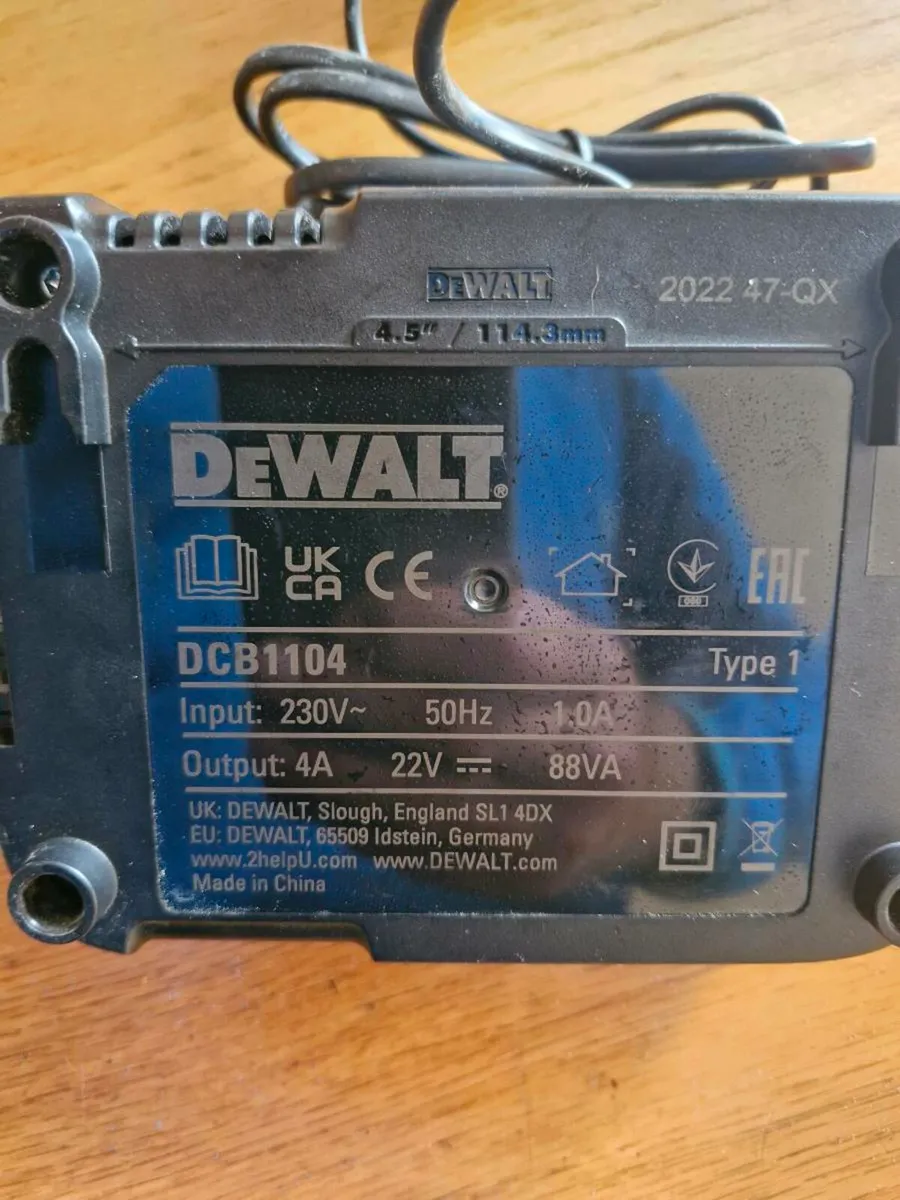 DEWALT
2022 47-QX
4.5" / 114.3mm
DEWALT®
UK CA CE EAC
DCB1104 Type 1
Input: 230V~ 50Hz 1.0A
Output: 4A 22V ⎓ 88VA
UK: DEWALT, Slough, England SL1 4DX
EU: DEWALT, 65509 Idstein, Germany
www.2helpU.com www.DEWALT.com
Made in China